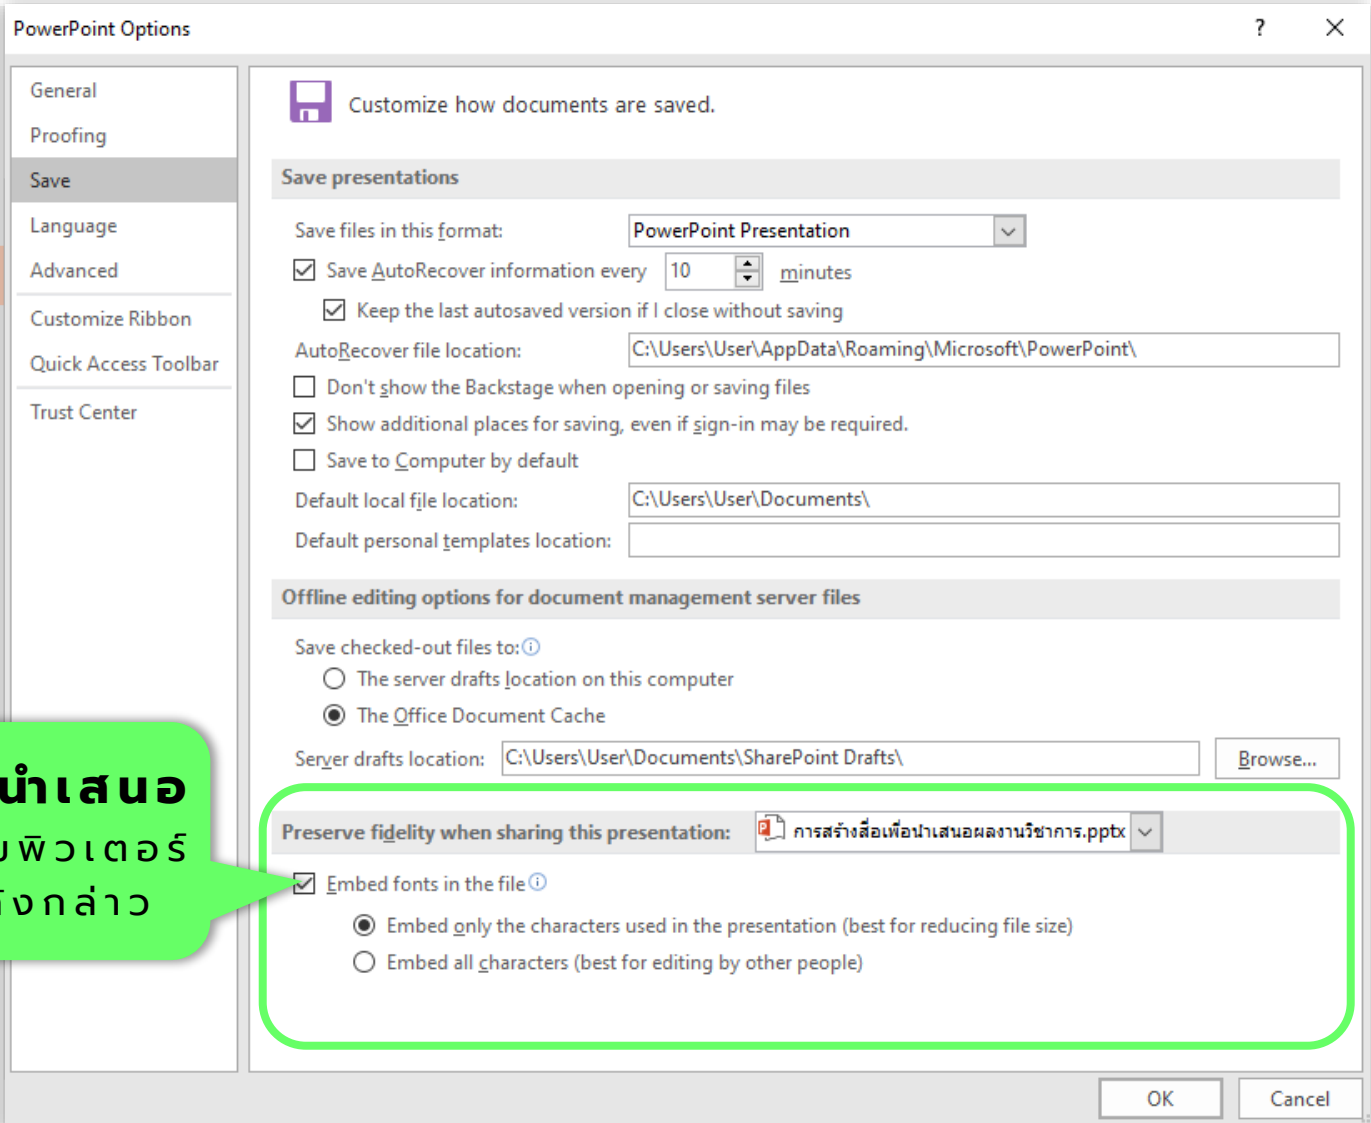 PowerPoint Options
?
General
Proofing
Save
Language
Advanced
Customize Ribbon
Quick Access Toolbar
Trust Center
Customize how documents are saved.
Save presentations
Save files in this format: PowerPoint Presentation
Save AutoRecover information every 10 minutes
Keep the last autosaved version if I close without saving
AutoRecover file location: C:\Users\User\AppData\Roaming\Microsoft\PowerPoint\
Don't show the Backstage when opening or saving files
Show additional places for saving, even if sign-in may be required.
Save to Computer by default
Default local file location: C:\Users\User\Documents\
Default personal templates location:
Offline editing options for document management server files
Save checked-out files to:
The server drafts location on this computer
The Office Document Cache
Server drafts location: C:\Users\User\Documents\SharePoint Drafts\ Browse...
นำเสนอ
พิวเตอร์
ังกล่าว
Preserve fidelity when sharing this presentation: การสร้างสื่อเพื่อนำเสนอผลงานวิชาการ.pptx
Embed fonts in the file
Embed only the characters used in the presentation (best for reducing file size)
Embed all characters (best for editing by other people)
OK Cancel